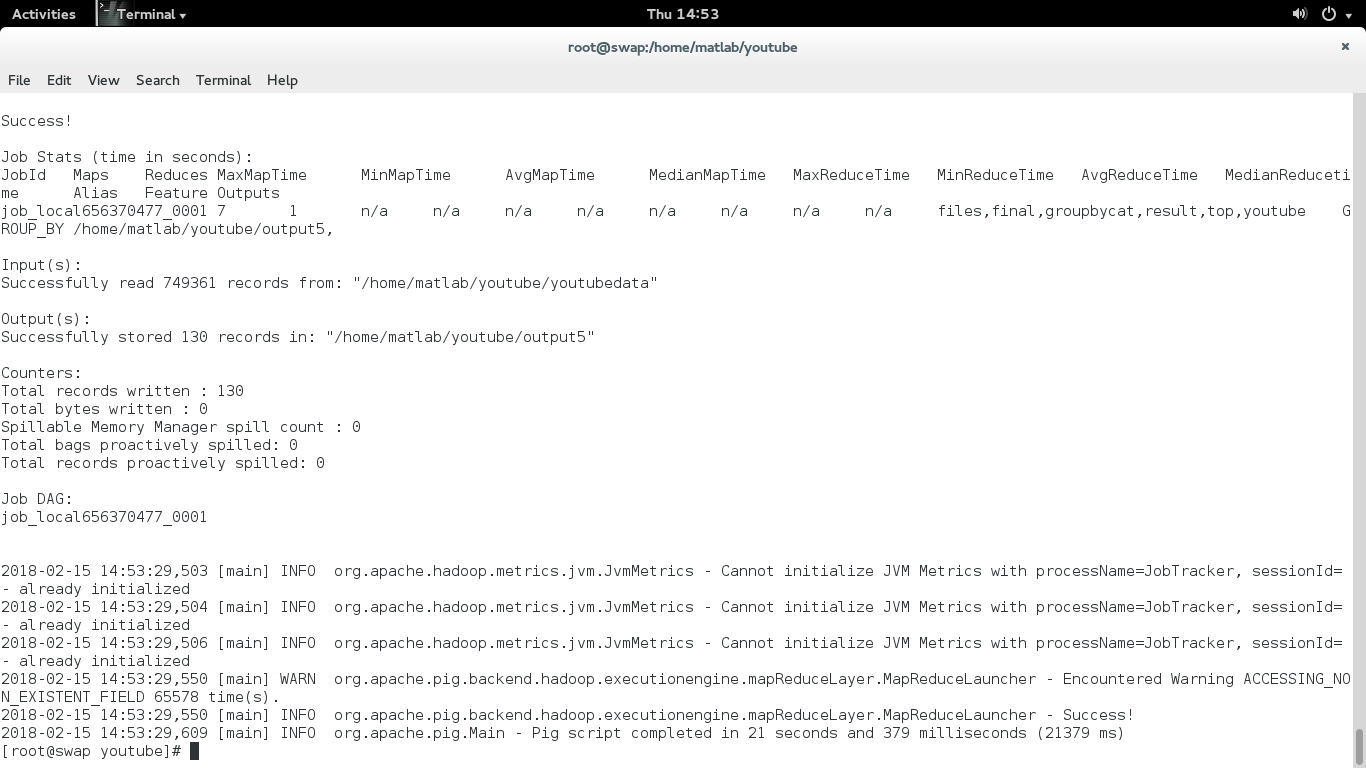 Activities Terminal Thu 14:53
root@swap:/home/matlab/youtube ×
File Edit View Search Terminal Help
Success!
Job Stats (time in seconds):
JobId Maps Reduces MaxMapTime MinMapTime AvgMapTime MedianMapTime MaxReduceTime MinReduceTime AvgReduceTime MedianReduceti
me Alias Feature Outputs
job_local656370477_0001 7 1 n/a n/a n/a n/a n/a n/a n/a n/a files,final,groupbycat,result,top,youtube G
ROUP_BY /home/matlab/youtube/output5,
Input(s):
Successfully read 749361 records from: "/home/matlab/youtube/youtubedata"
Output(s):
Successfully stored 130 records in: "/home/matlab/youtube/output5"
Counters:
Total records written : 130
Total bytes written : 0
Spillable Memory Manager spill count : 0
Total bags proactively spilled: 0
Total records proactively spilled: 0
Job DAG:
job_local656370477_0001
2018-02-15 14:53:29,503 [main] INFO org.apache.hadoop.metrics.jvm.JvmMetrics - Cannot initialize JVM Metrics with processName=JobTracker, sessionId=
- already initialized
2018-02-15 14:53:29,504 [main] INFO org.apache.hadoop.metrics.jvm.JvmMetrics - Cannot initialize JVM Metrics with processName=JobTracker, sessionId=
- already initialized
2018-02-15 14:53:29,506 [main] INFO org.apache.hadoop.metrics.jvm.JvmMetrics - Cannot initialize JVM Metrics with processName=JobTracker, sessionId=
- already initialized
2018-02-15 14:53:29,550 [main] WARN org.apache.pig.backend.hadoop.executionengine.mapReduceLayer.MapReduceLauncher - Encountered Warning ACCESSING_NO
N_EXISTENT_FIELD 65578 time(s).
2018-02-15 14:53:29,550 [main] INFO org.apache.pig.backend.hadoop.executionengine.mapReduceLayer.MapReduceLauncher - Success!
2018-02-15 14:53:29,609 [main] INFO org.apache.pig.Main - Pig script completed in 21 seconds and 379 milliseconds (21379 ms)
[root@swap youtube]#